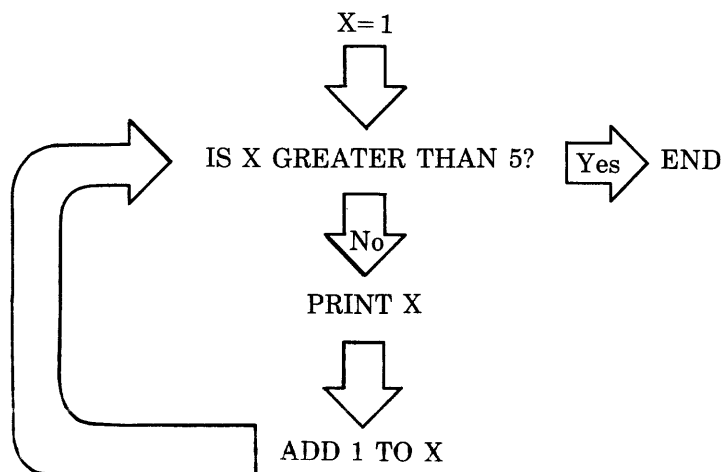 X= 1
IS X GREATER THAN 5? Yes END
No
PRINT X
ADD 1 TO X